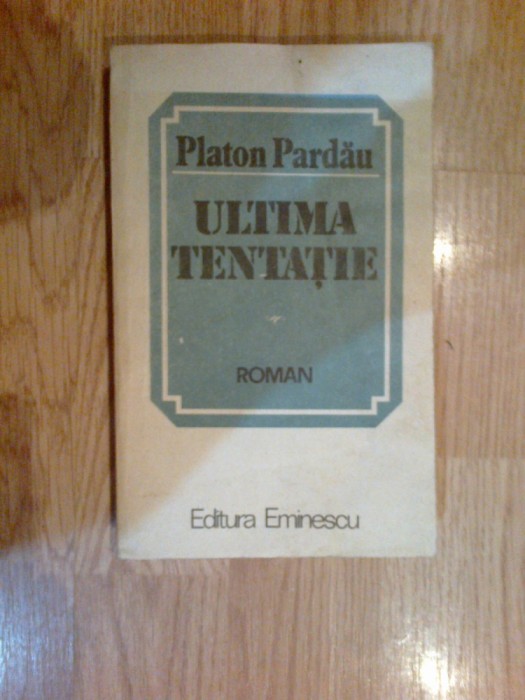 Platon Pardău
ULTIMA
TENTAȚIE
ROMAN
Editura Eminescu